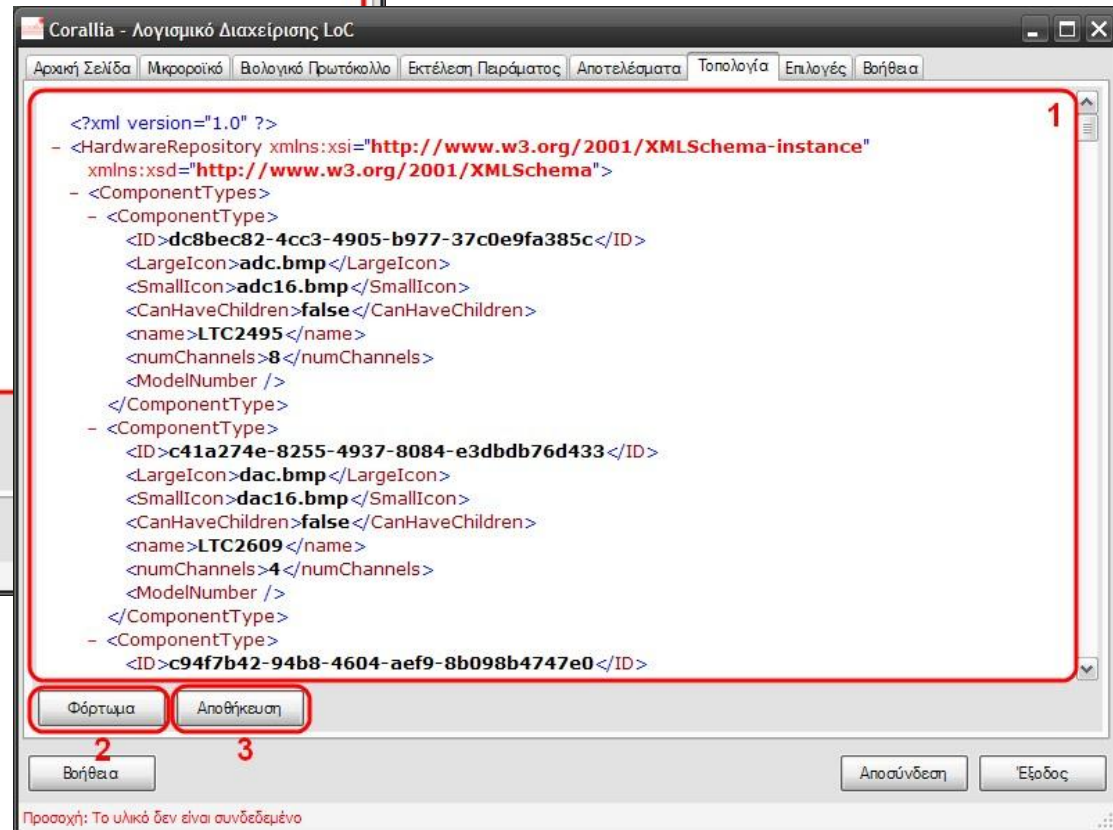 Corallia - Λογισμικό Διαχείρισης LoC
Αρχική Σελίδα Μικροροϊκό Βιολογικό Πρωτόκολλο Εκτέλεση Πειράματος Αποτελέσματα Τοπολογία Επιλογές Βοήθεια
1
<?xml version="1.0" ?>
- <HardwareRepository xmlns:xsi="http://www.w3.org/2001/XMLSchema-instance"
xmlns:xsd="http://www.w3.org/2001/XMLSchema">
- <ComponentTypes>
- <ComponentType>
<ID>dc8bec82-4cc3-4905-b977-37c0e9fa385c</ID>
<LargeIcon>adc.bmp</LargeIcon>
<SmallIcon>adc16.bmp</SmallIcon>
<CanHaveChildren>false</CanHaveChildren>
<name>LTC2495</name>
<numChannels>8</numChannels>
<ModelNumber />
</ComponentType>
- <ComponentType>
<ID>c41a274e-8255-4937-8084-e3dbdb76d433</ID>
<LargeIcon>dac.bmp</LargeIcon>
<SmallIcon>dac16.bmp</SmallIcon>
<CanHaveChildren>false</CanHaveChildren>
<name>LTC2609</name>
<numChannels>4</numChannels>
<ModelNumber />
</ComponentType>
- <ComponentType>
<ID>c94f7b42-94b8-4604-aef9-8b098b4747e0</ID>
Φόρτωμα Αποθήκευση
2 3
Βοήθεια Αποσύνδεση Έξοδος
Προσοχή: Το υλικό δεν είναι συνδεδεμένο